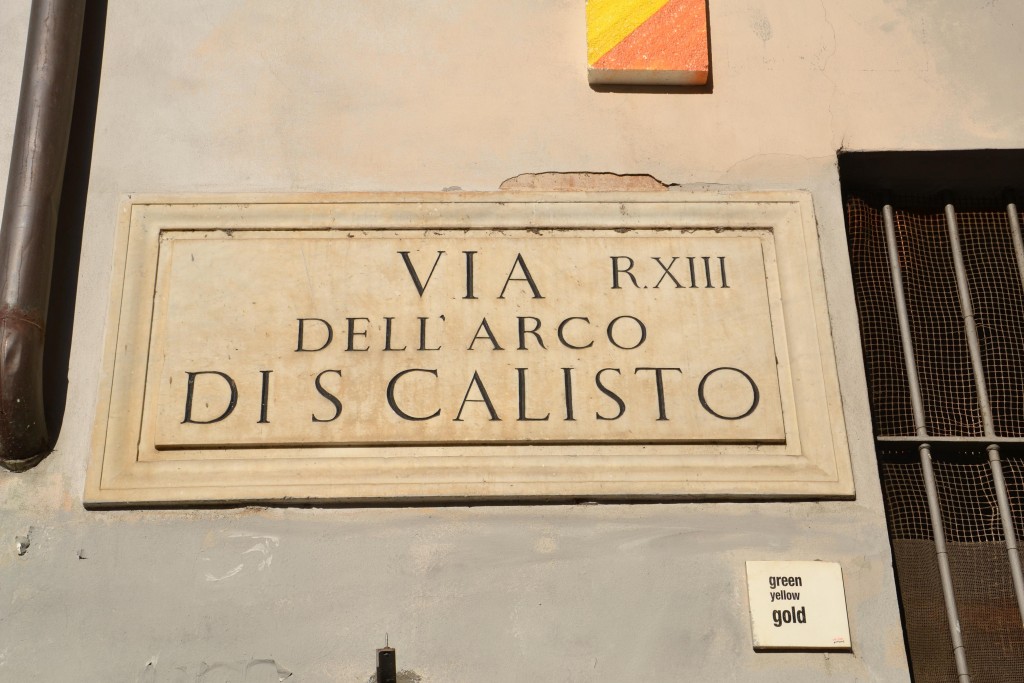 VIA R.XIII
DELL'ARCO
DI S CALISTO
green
yellow
gold